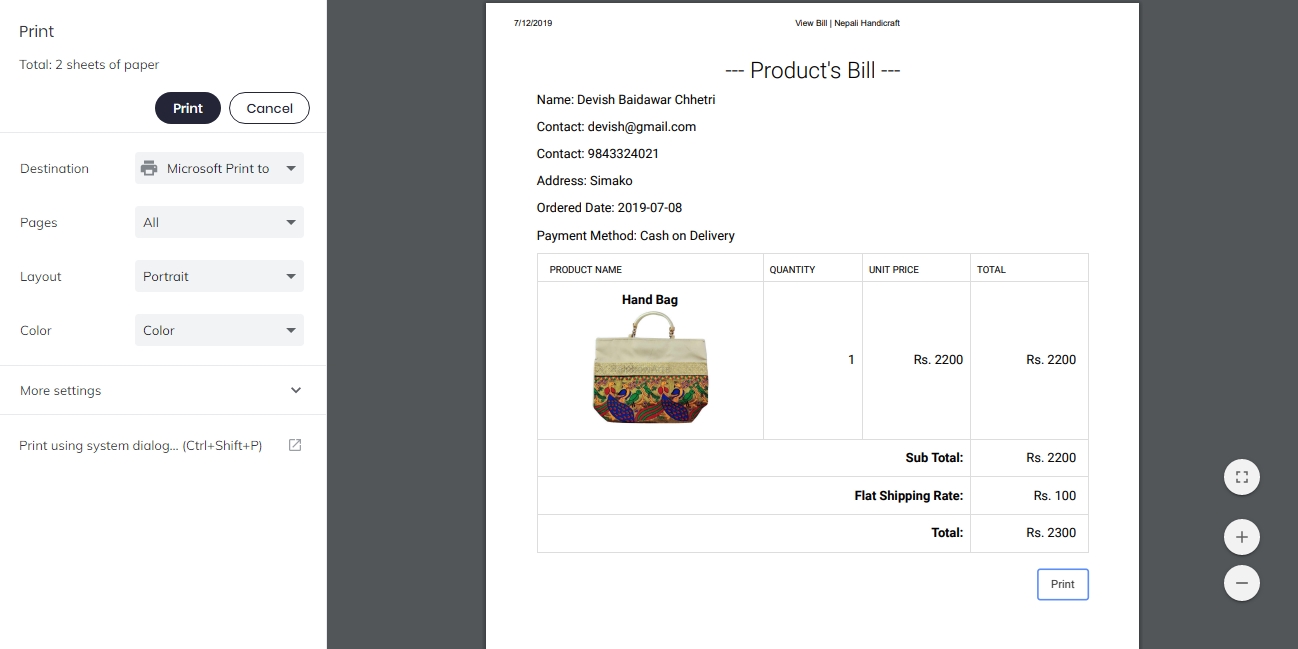 Print
Total: 2 sheets of paper
Print
Cancel
Destination
Microsoft Print to
Pages
All
Layout
Portrait
Color
Color
More settings
Print using system dialog... (Ctrl+Shift+P)
7/12/2019
View Bill | Nepali Handicraft
--- Product's Bill ---
Name: Devish Baidawar Chhetri
Contact: devish@gmail.com
Contact: 9843324021
Address: Simako
Ordered Date: 2019-07-08
Payment Method: Cash on Delivery
PRODUCT NAME QUANTITY UNIT PRICE TOTAL
Hand Bag
1 Rs. 2200 Rs. 2200
Sub Total: Rs. 2200
Flat Shipping Rate: Rs. 100
Total: Rs. 2300
Print